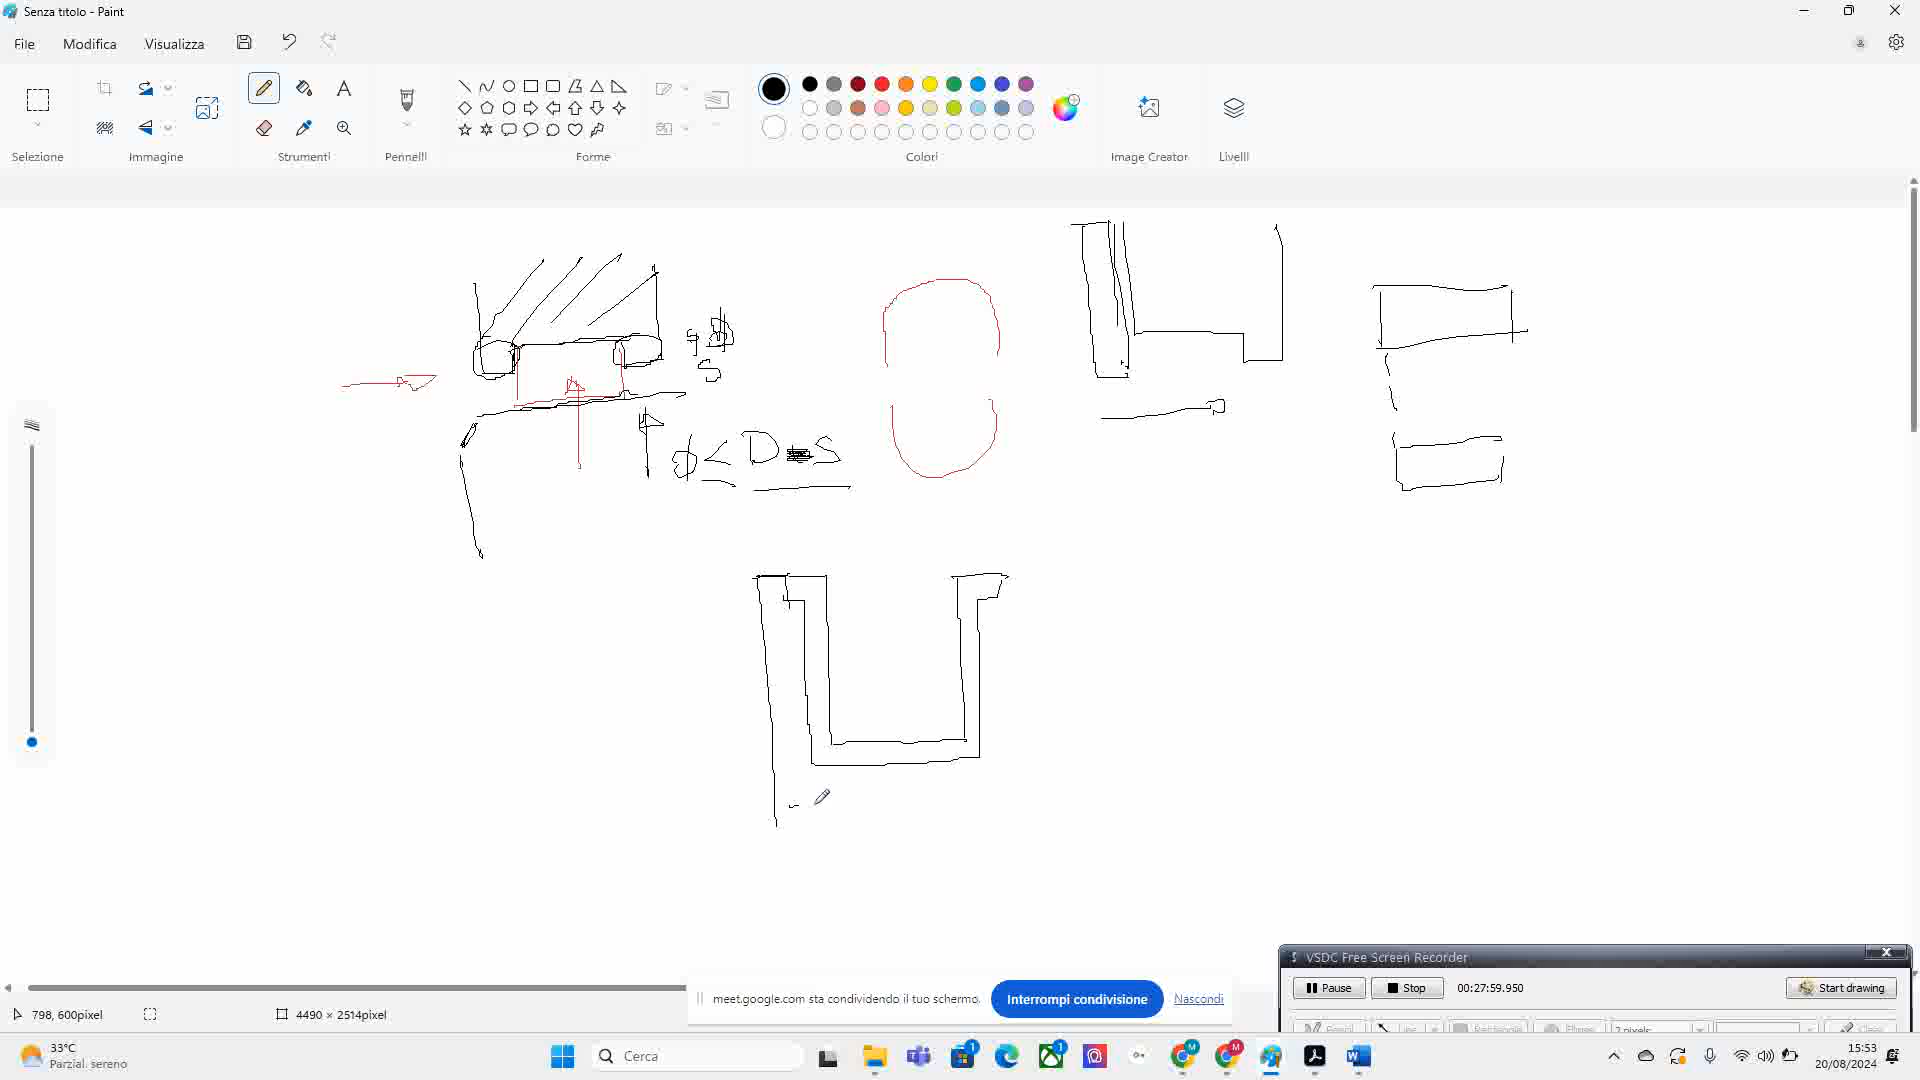 Senza titolo - Paint
File Modifica Visualizza
Selezione Immagine Strumenti Pennelli Forme Colori Image Creator Livelli
S
D S
meet.google.com sta condividendo il tuo schermo. Interrompi condivisione Nascondi
VSDC Free Screen Recorder
Pause Stop 00:27:59.950 Start drawing
2 pixels
798, 600pixel 4490 × 2514pixel
33°C
Parzial. sereno
Cerca
15:53
20/08/2024